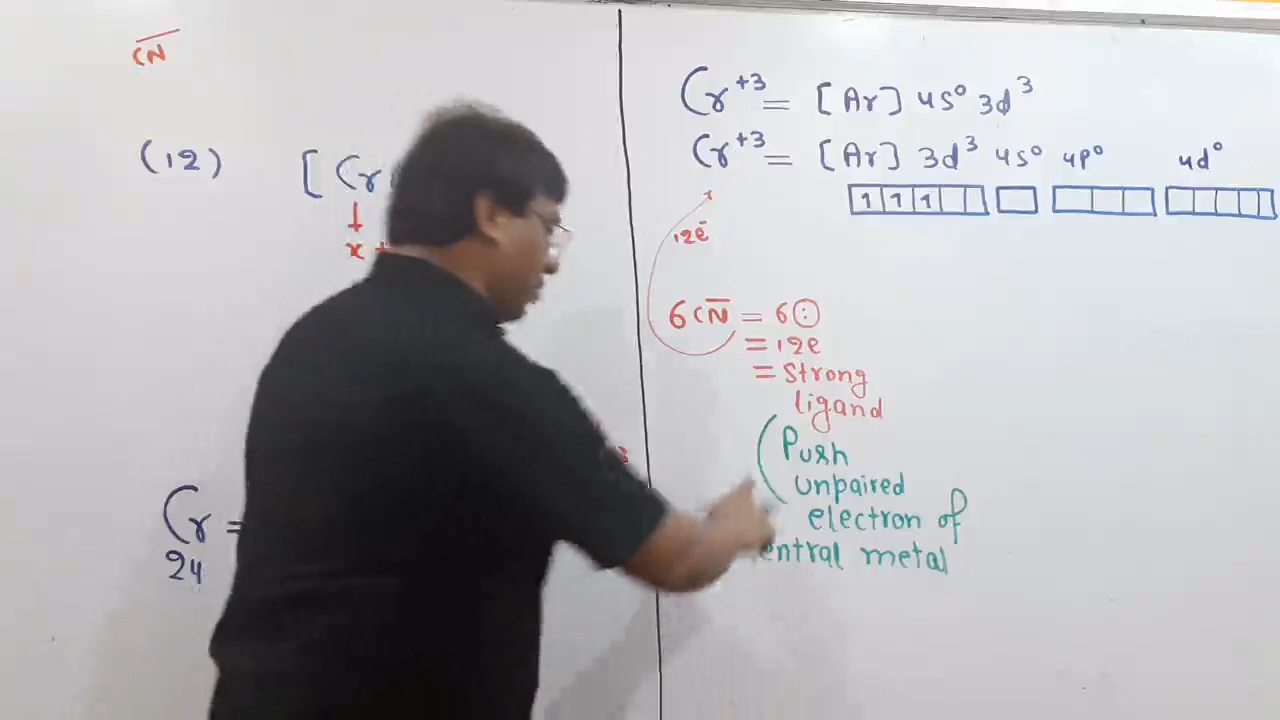 CN̅
(12) [Cr
x +
Cr =
24
Cr⁺³ = [Ar] 4s⁰ 3d³
Cr⁺³ = [Ar] 3d³ 4s⁰ 4p⁰ 4d⁰
1 1 1
12e̅
6CN̅ = 6:
= 12e
= Strong
ligand
(Push
unpaired
electron of
entral metal